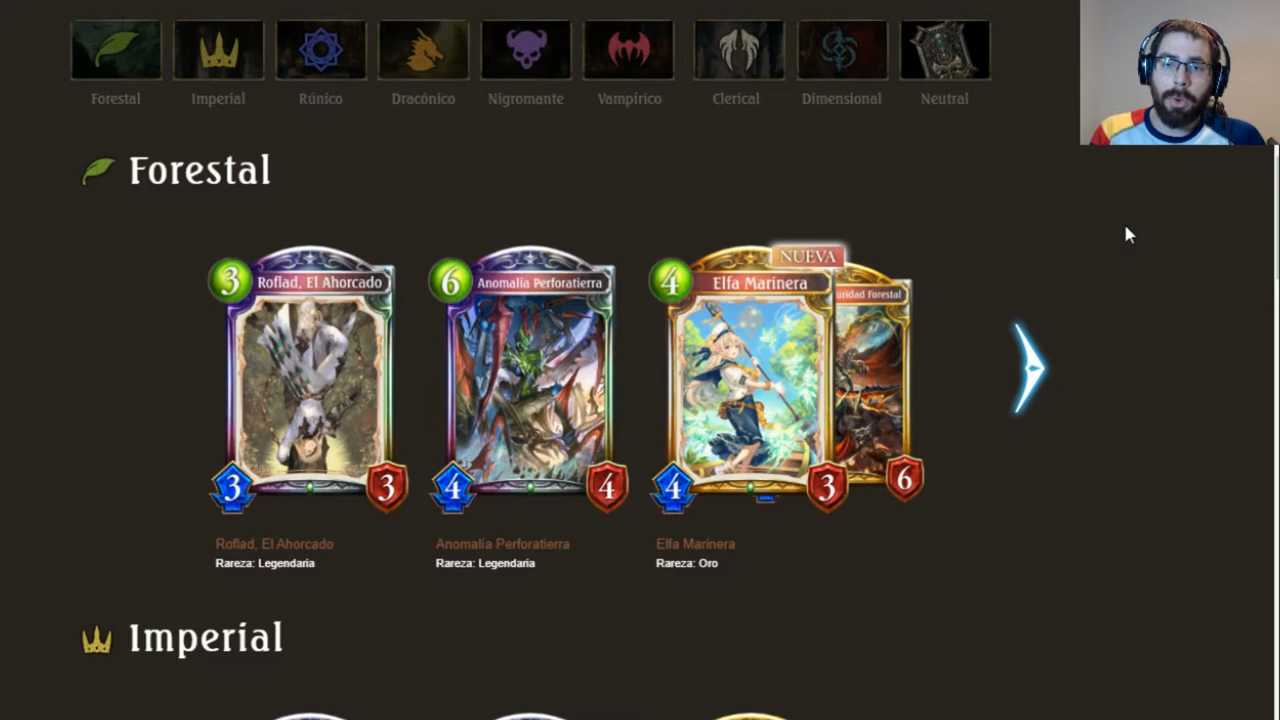 Forestal Imperial Rúnico Dracónico Nigromante Vampírico Clerical Dimensional Neutral
Forestal
NUEVA
3 Roflad, El Ahorcado
6 Anomalía Perforatierra
4 Elfa Marinera
uridad Forestal
3 3
4 4
4 3
6
Roflad, El Ahorcado
Rareza: Legendaria
Anomalía Perforatierra
Rareza: Legendaria
Elfa Marinera
Rareza: Oro
Imperial